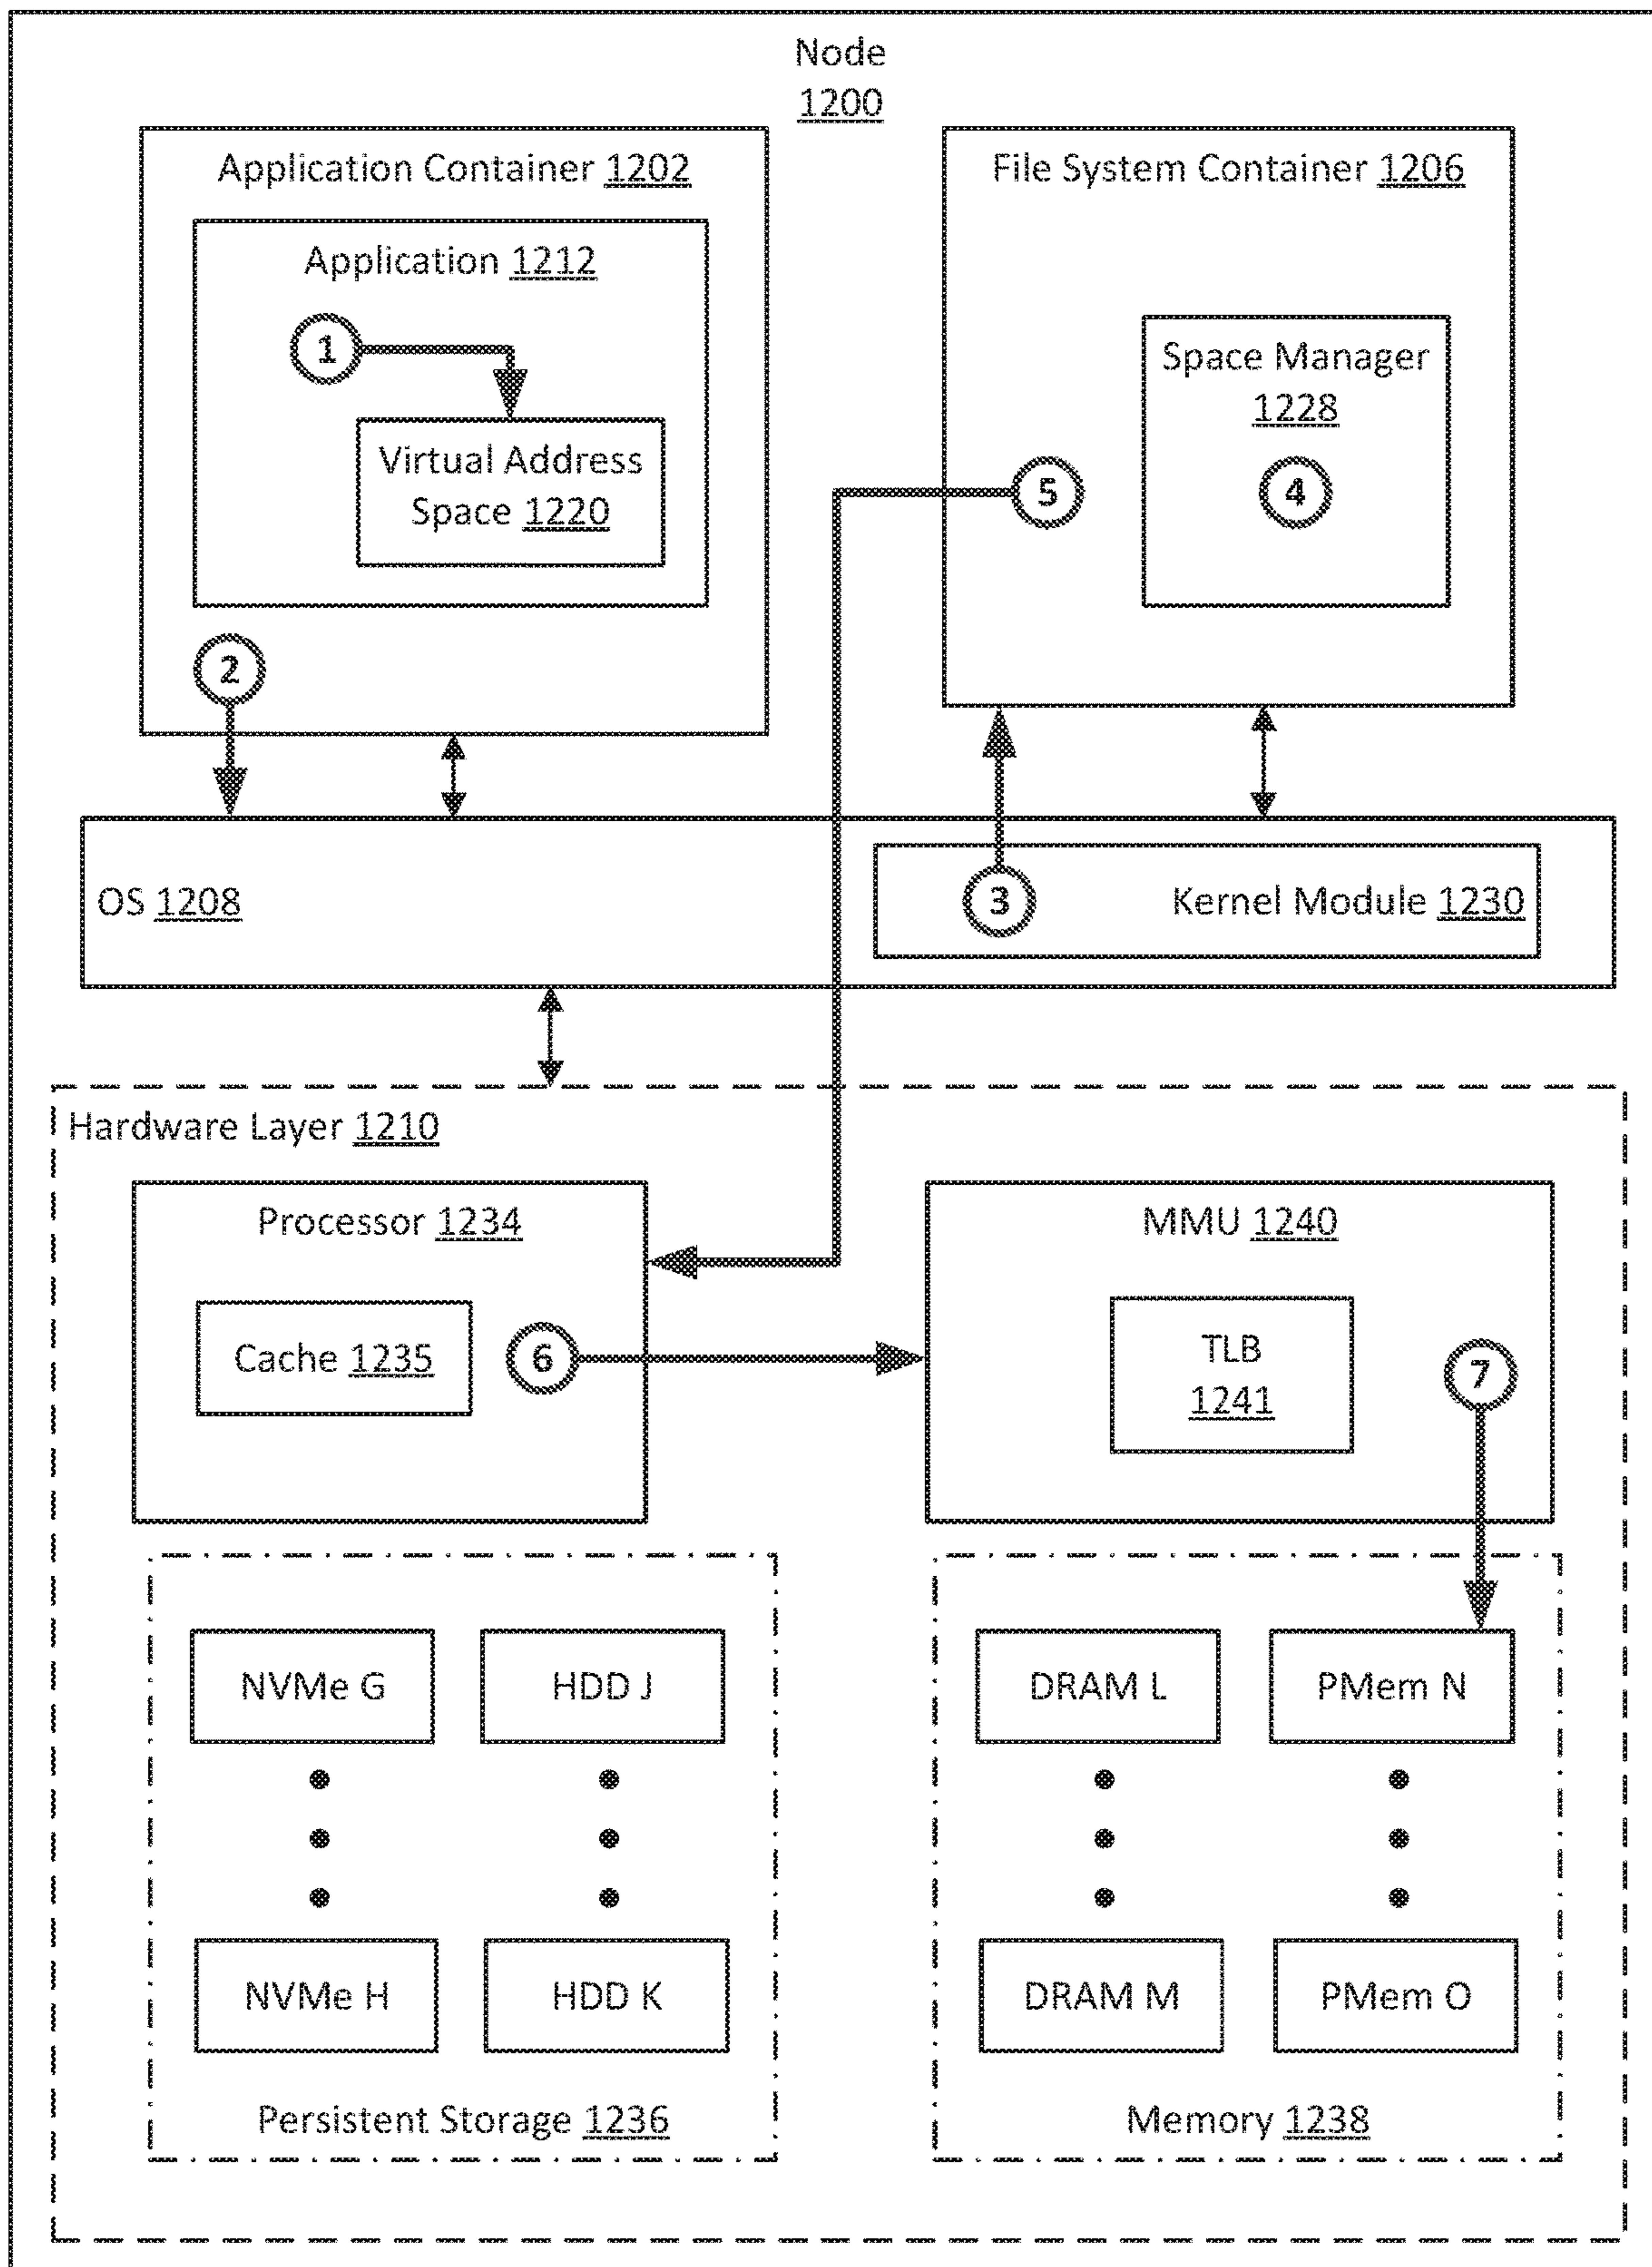 Node
1200
Application Container 1202
Application 1212
1
Virtual Address
Space 1220
2
File System Container 1206
Space Manager
1228
5
4
OS 1208
3
Kernel Module 1230
Hardware Layer 1210
Processor 1234
Cache 1235
6
MMU 1240
TLB
1241
7
NVMe G
HDD J
NVMe H
HDD K
Persistent Storage 1236
DRAM L
PMem N
DRAM M
PMem O
Memory 1238